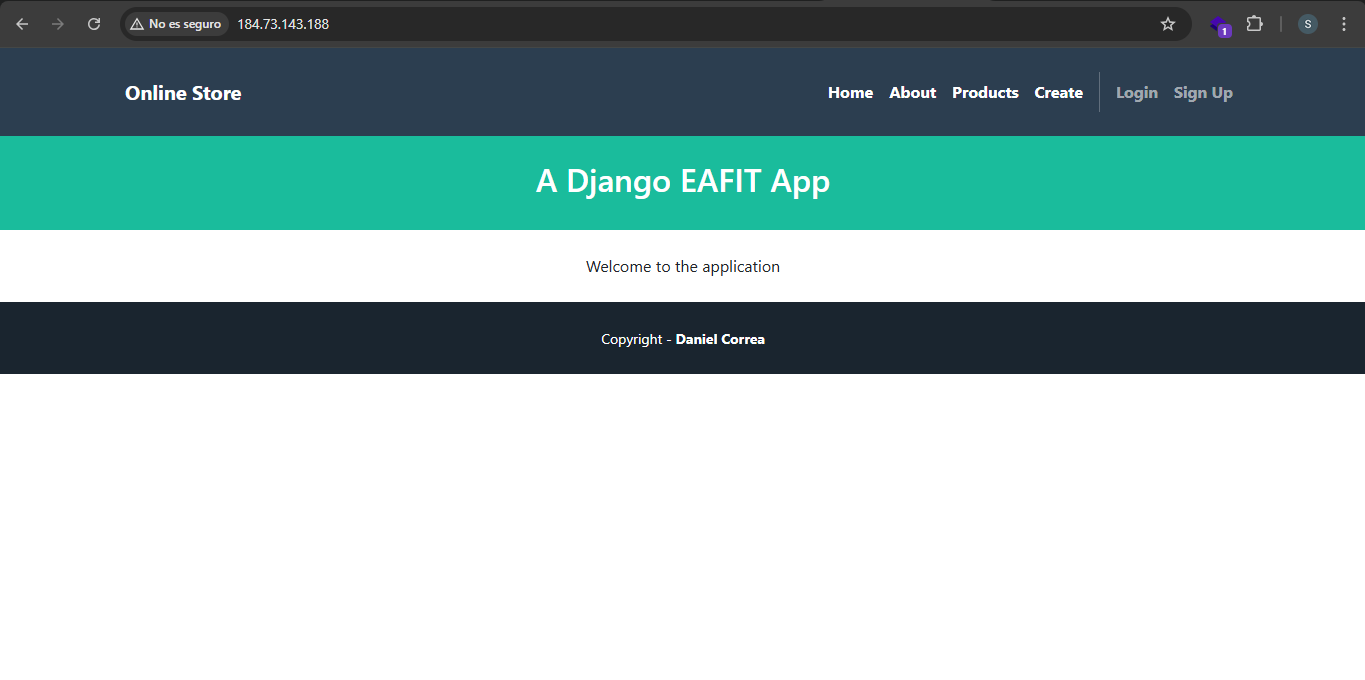 No es seguro 184.73.143.188 1 S
Online Store Home About Products Create Login Sign Up
A Django EAFIT App
Welcome to the application
Copyright - Daniel Correa